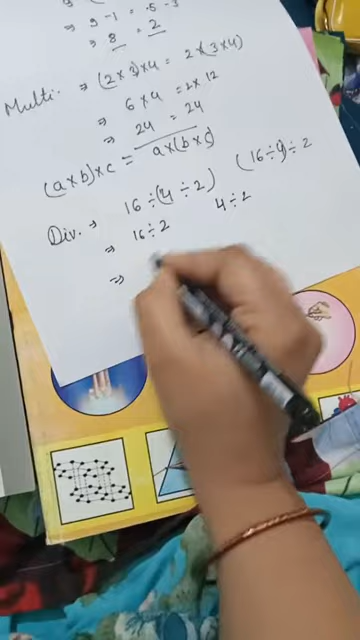 9 - 1 = -5 - 3
⇒ 8 = 2
Multi. ⇒ (2×3)×4 = 2×(3×4)
⇒ 6×4 = 2×12
⇒ 24 = 24
(a×b)×c = a×(b×c)
Div. ⇒ 16÷(4÷2) (16÷4)÷2
⇒ 16÷2 4÷2
⇒